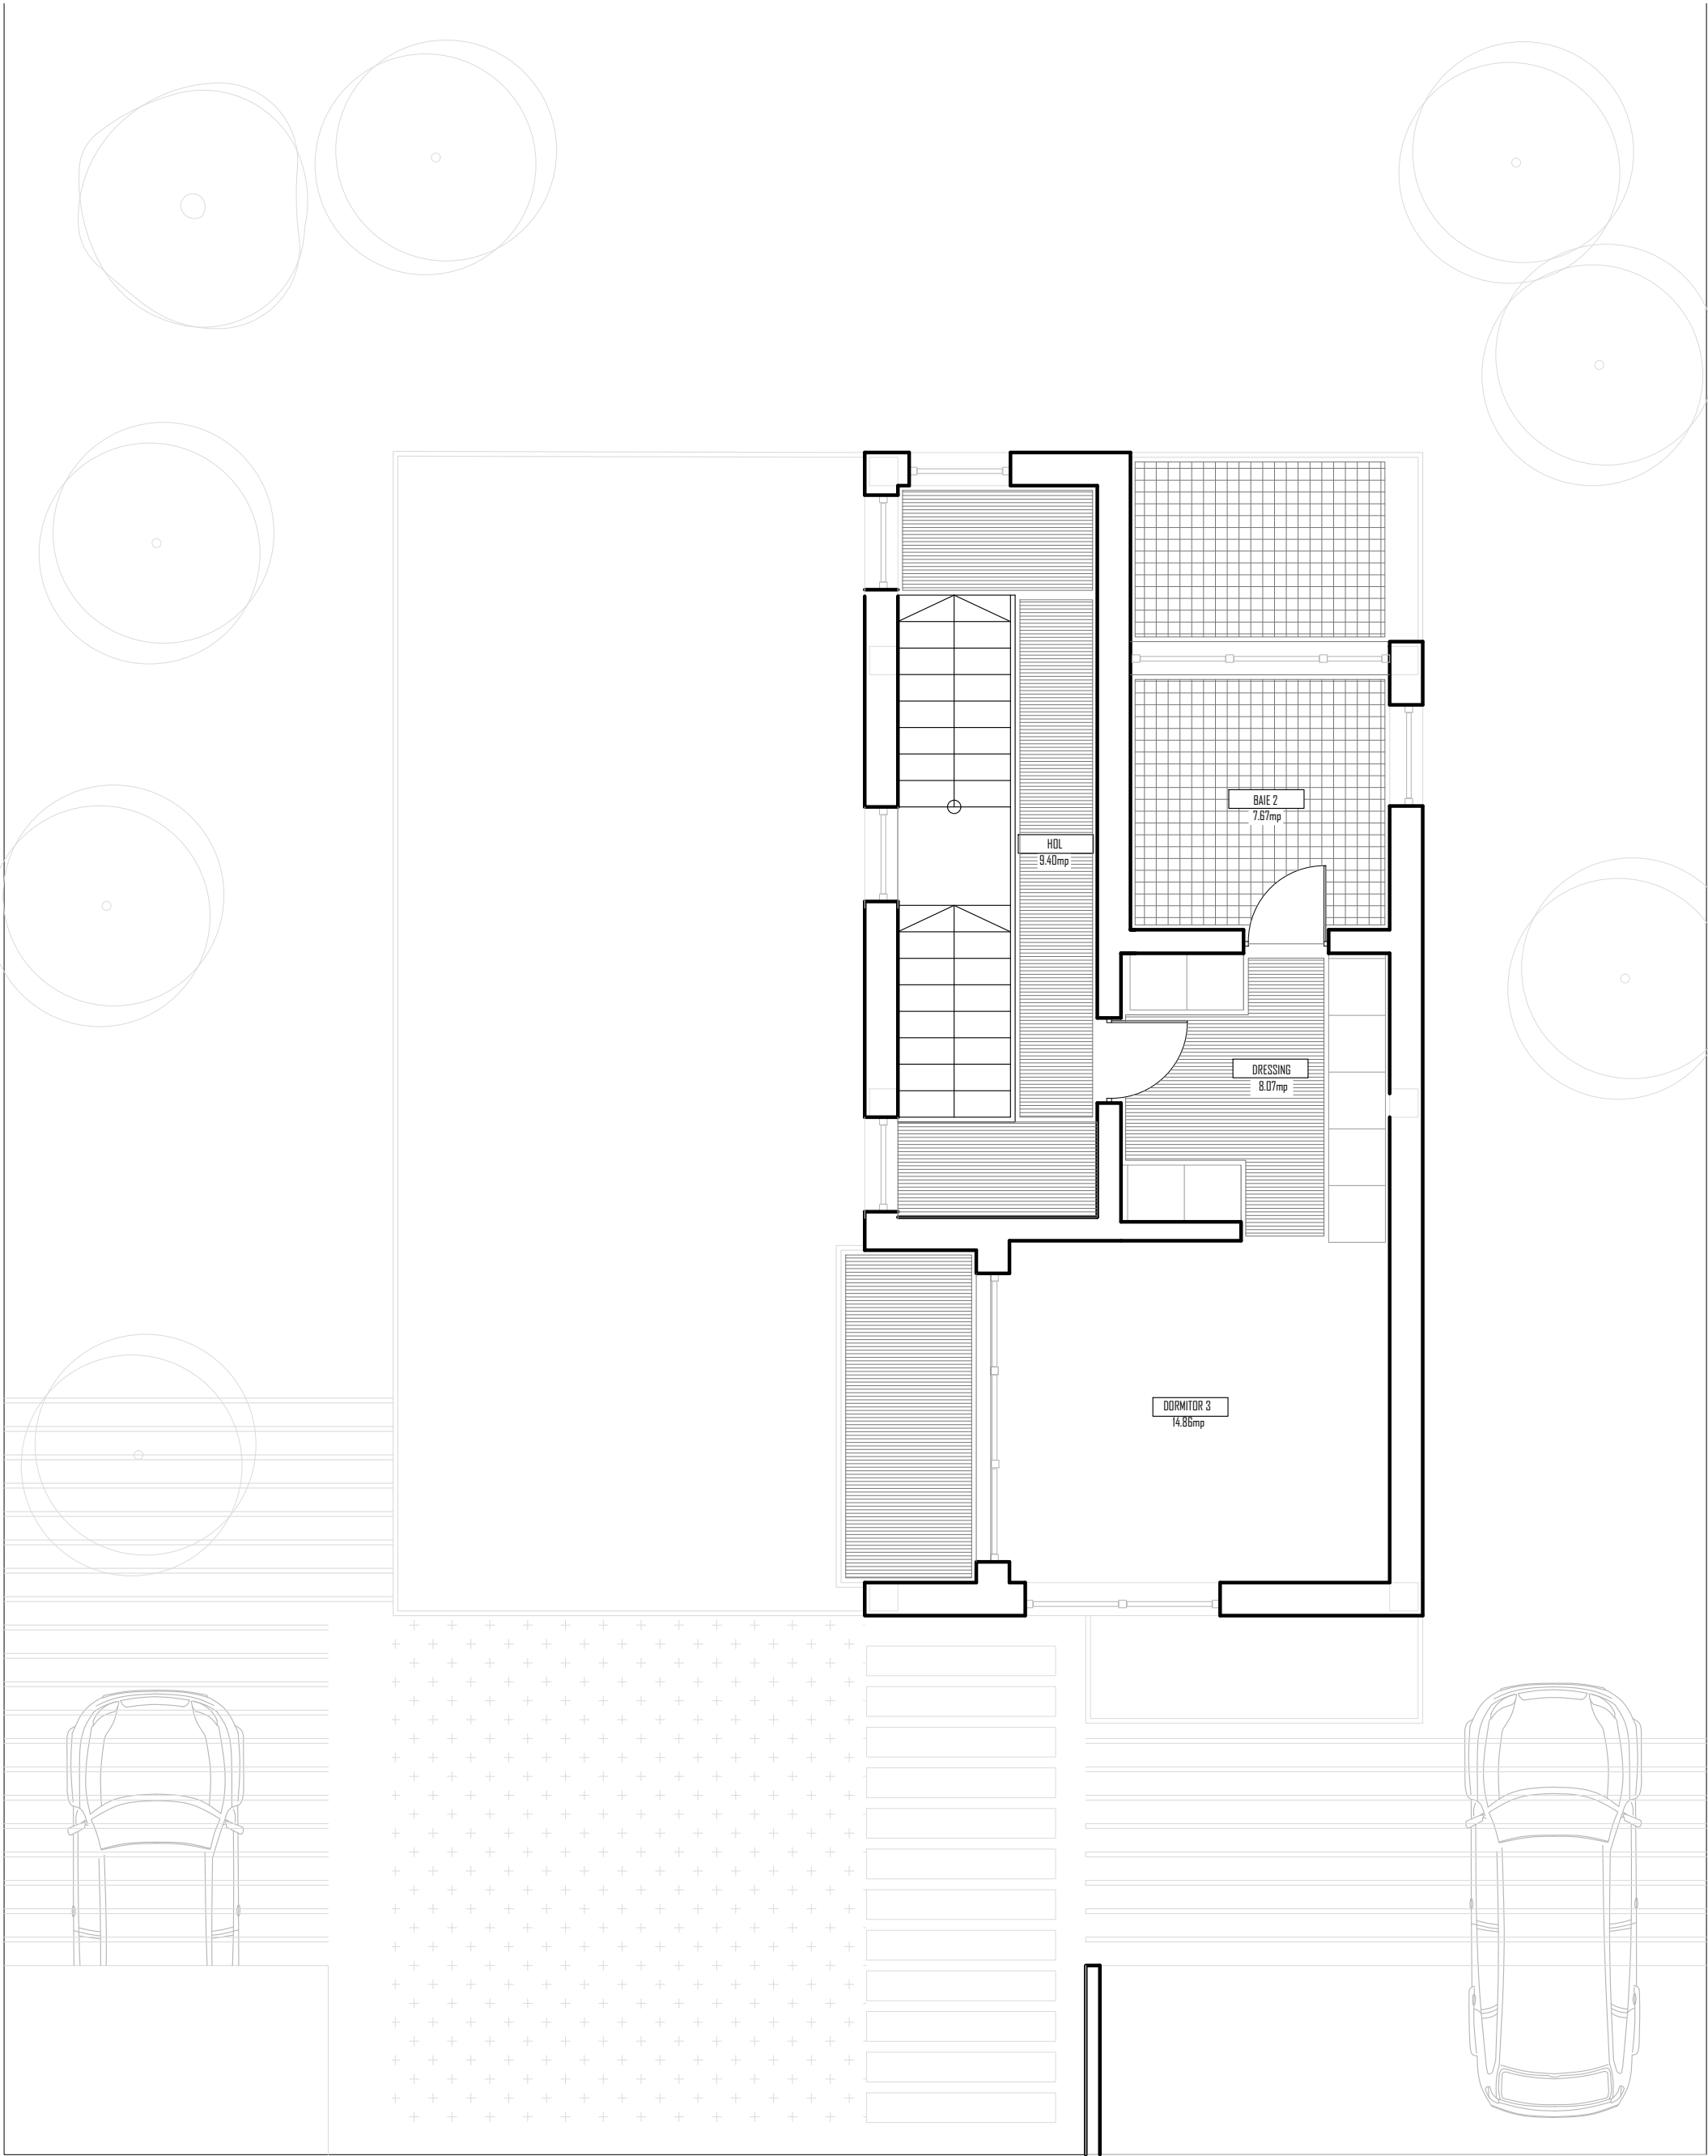 BAIE 2
7.67mp
HOL
9.40mp
DRESSING
8.07mp
DORMITOR 3
14.86mp